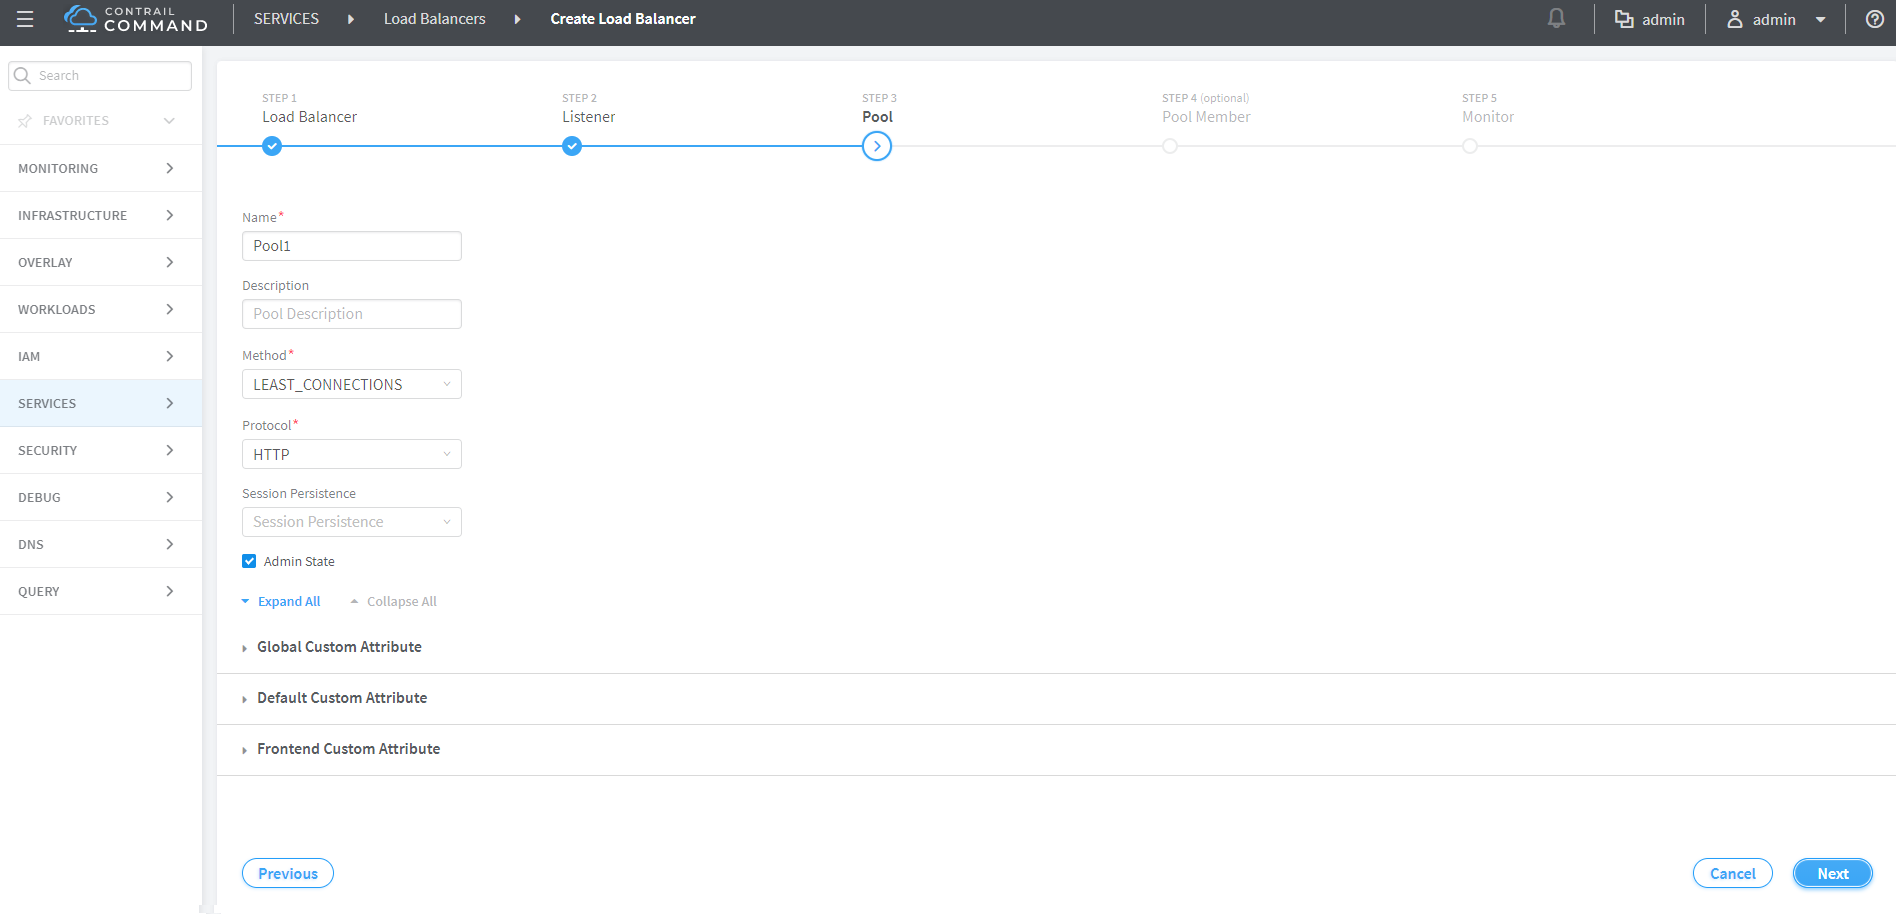 CONTRAIL
COMMAND
SERVICES Load Balancers Create Load Balancer
admin admin
Search
FAVORITES
MONITORING
INFRASTRUCTURE
OVERLAY
WORKLOADS
IAM
SERVICES
SECURITY
DEBUG
DNS
QUERY
STEP 1
Load Balancer
STEP 2
Listener
STEP 3
Pool
STEP 4 (optional)
Pool Member
STEP 5
Monitor
Name*
Pool1
Description
Pool Description
Method*
LEAST_CONNECTIONS
Protocol*
HTTP
Session Persistence
Session Persistence
Admin State
Expand All Collapse All
Global Custom Attribute
Default Custom Attribute
Frontend Custom Attribute
Previous Cancel Next